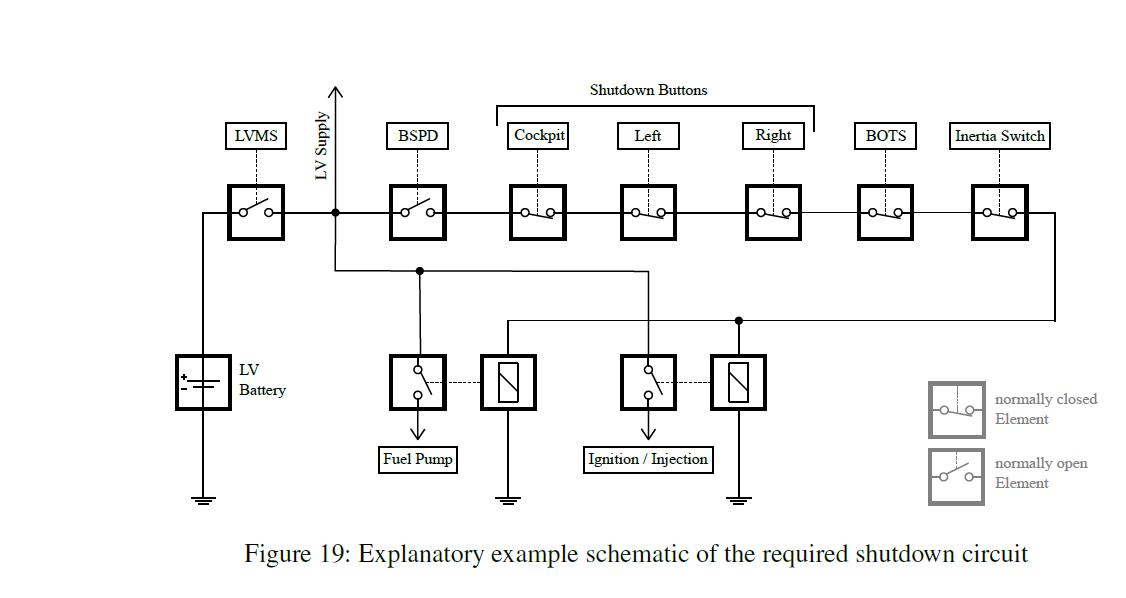 Shutdown Buttons
LV Supply
LVMS
BSPD
Cockpit
Left
Right
BOTS
Inertia Switch
+
-
LV
Battery
Fuel Pump
Ignition / Injection
normally closed
Element
normally open
Element
Figure 19: Explanatory example schematic of the required shutdown circuit